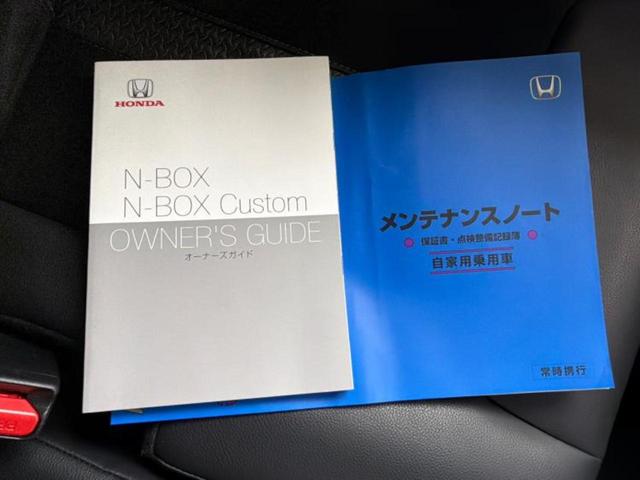 HONDA
N-BOX
N-BOX Custom
OWNER'S GUIDE
オーナーズガイド
メンテナンスノート
保証書・点検整備記録簿
自家用乗用車
常時携行